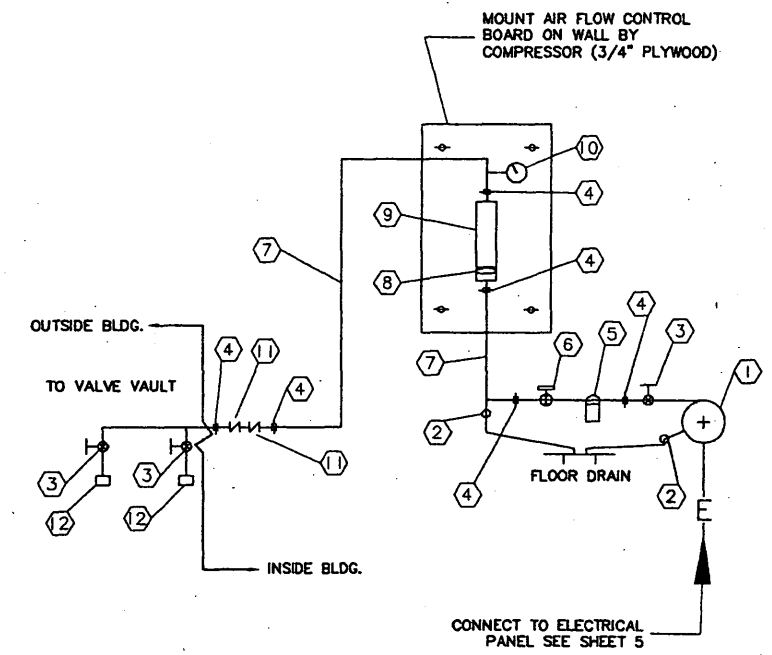 MOUNT AIR FLOW CONTROL
BOARD ON WALL BY
COMPRESSOR (3/4" PLYWOOD)
10
4
9
7
8
4
OUTSIDE BLDG.
4
11
4
6
5
4
3
1
7
TO VALVE VAULT
2
11
3
3
4
FLOOR DRAIN
2
12
12
E
INSIDE BLDG.
CONNECT TO ELECTRICAL
PANEL SEE SHEET 5